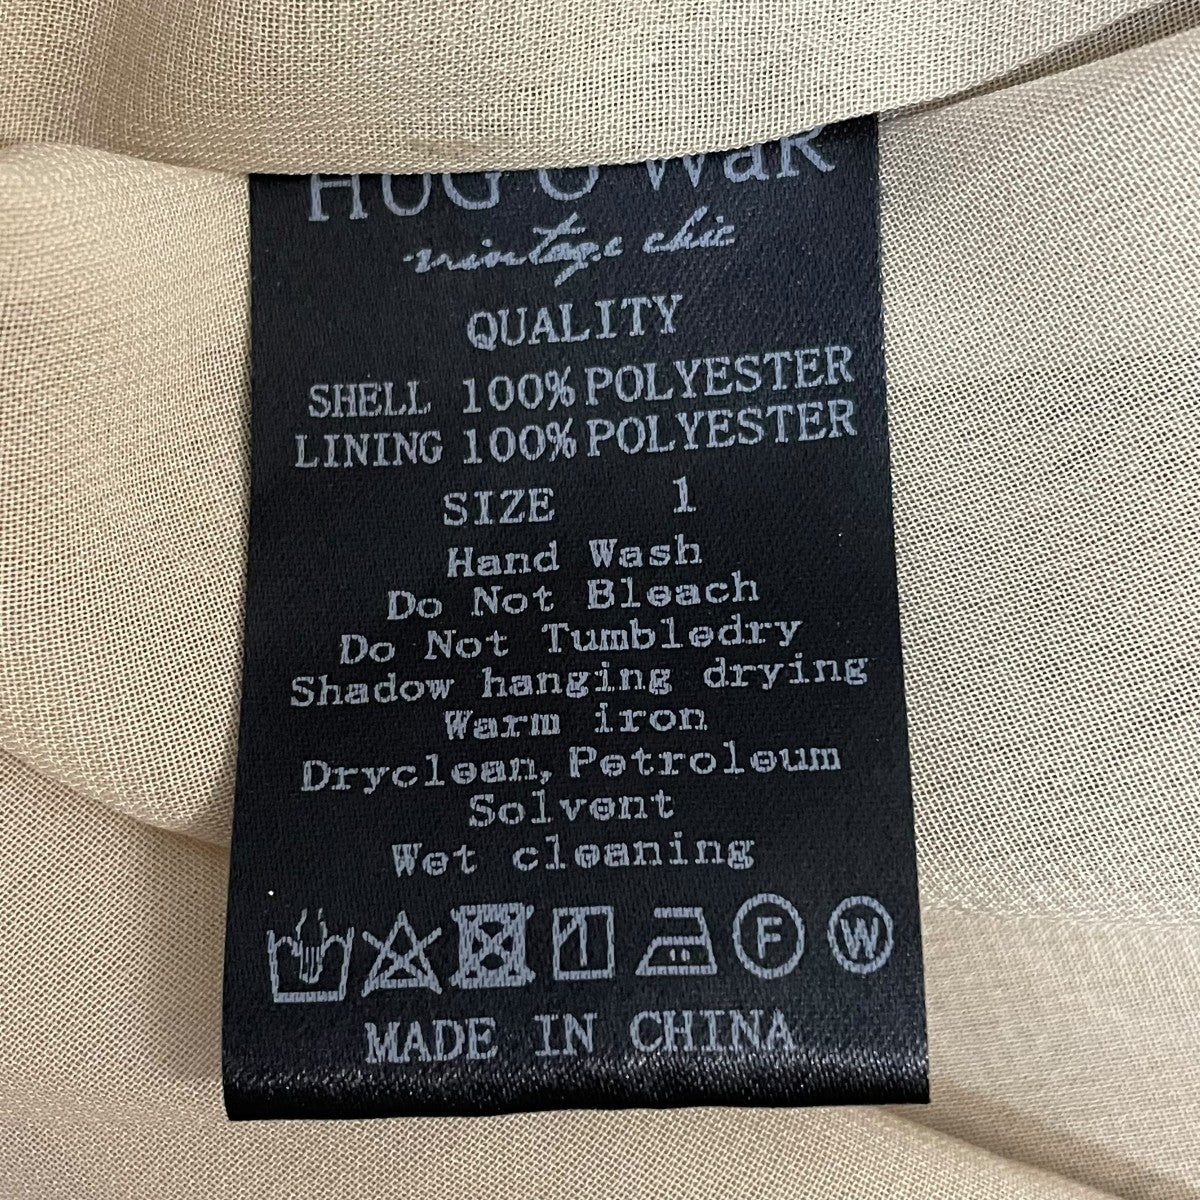 HUG O WaR
vintage chic
QUALITY
SHELL 100% POLYESTER
LINING 100% POLYESTER
SIZE 1
Hand Wash
Do Not Bleach
Do Not Tumbledry
Shadow hanging drying
Warm iron
Dryclean, Petroleum
Solvent
Wet cleaning
F W
MADE IN CHINA